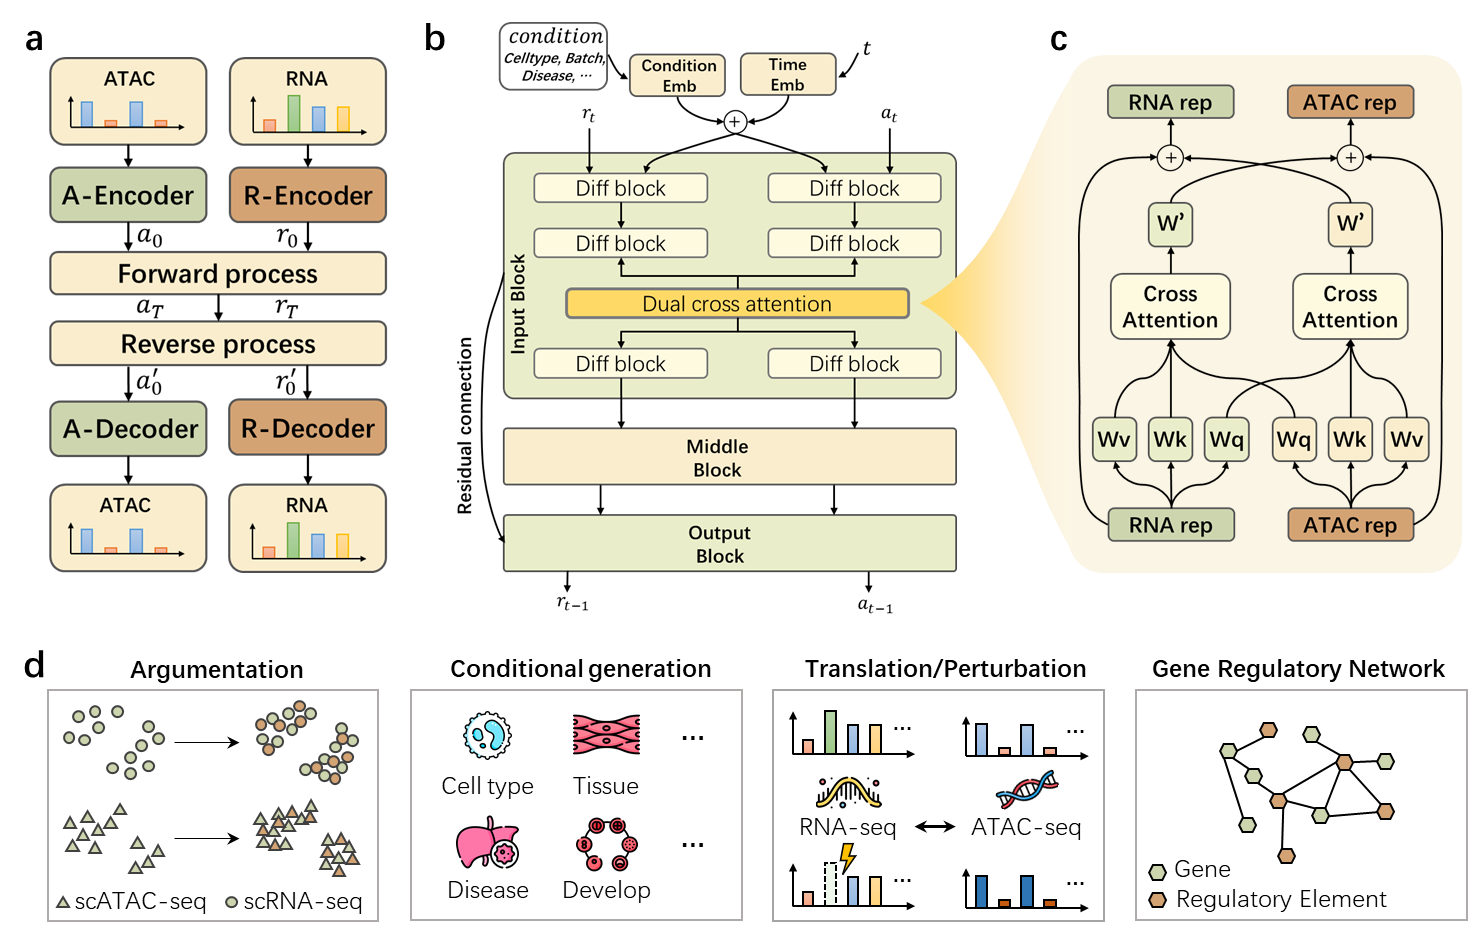 a
ATAC
RNA
A-Encoder
R-Encoder
a₀
r₀
Forward process
a_T
r_T
Reverse process
a′₀
r′₀
A-Decoder
R-Decoder
ATAC
RNA
b
condition
Celltype, Batch,
Disease, ···
Condition
Emb
Time
Emb
t
+
r_t
a_t
Diff block
Diff block
Diff block
Diff block
Dual cross attention
Input Block
Diff block
Diff block
Residual connection
Middle
Block
Output
Block
r_{t−1}
a_{t−1}
c
RNA rep
ATAC rep
+
+
W’
W’
Cross
Attention
Cross
Attention
Wv
Wk
Wq
Wq
Wk
Wv
RNA rep
ATAC rep
d
Argumentation
scATAC-seq
scRNA-seq
Conditional generation
Cell type
Tissue
...
Disease
Develop
...
Translation/Perturbation
...
...
RNA-seq
ATAC-seq
...
...
Gene Regulatory Network
Gene
Regulatory Element